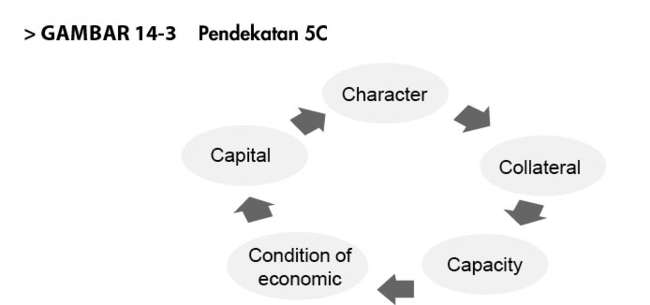 > GAMBAR 14-3 Pendekatan 5C
Character
Capital
Collateral
Condition of
economic
Capacity